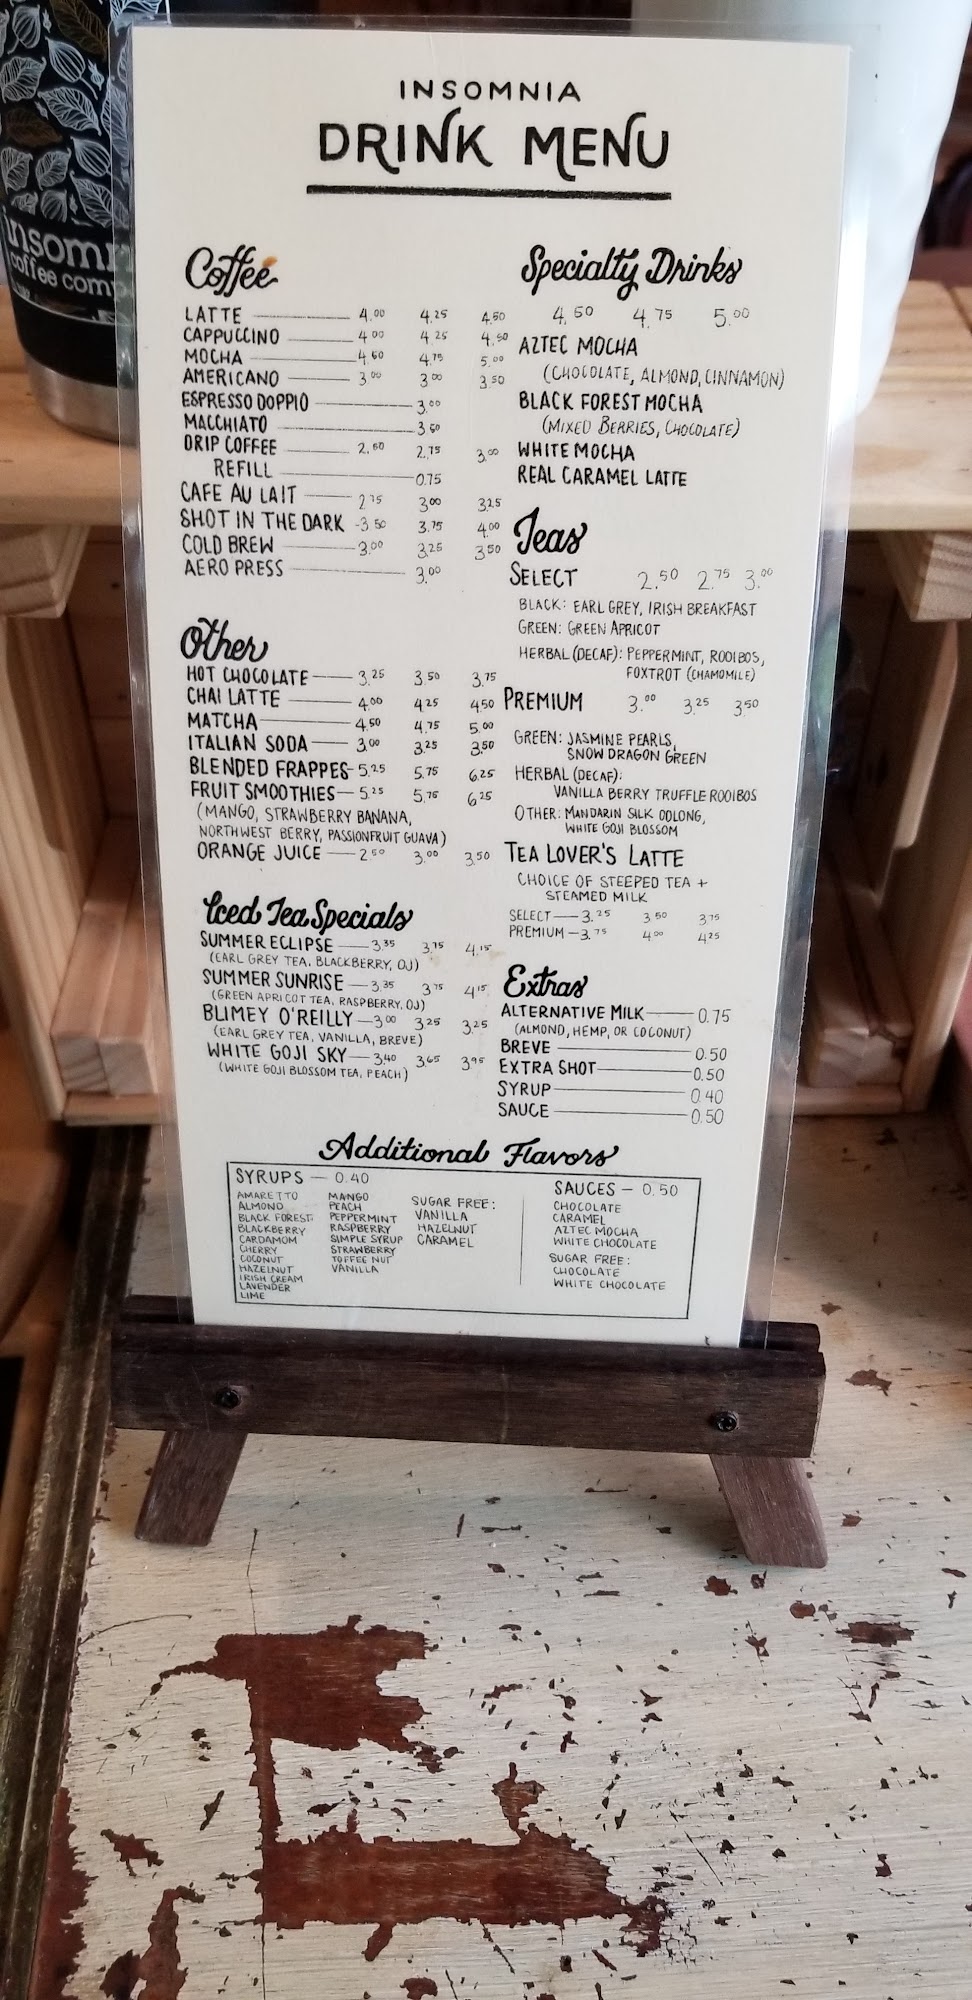 insom
coffee comp
INSOMNIA
DRINK MENU
Coffee
LATTE 4.00 4.25 4.50
CAPPUCCINO 4.00 4.25 4.50
MOCHA 4.50 4.75 5.00
AMERICANO 3.00 3.00 3.50
ESPRESSO DOPPIO 3.00
MACCHIATO 3.50
DRIP COFFEE 2.50 2.75 3.00
REFILL 0.75
CAFE AU LAIT 2.75 3.00 3.25
SHOT IN THE DARK - 3.50 3.75 4.00
COLD BREW 3.00 3.25 3.50
AERO PRESS 3.00
Other
HOT CHOCOLATE 3.25 3.50 3.75
CHAI LATTE 4.00 4.25 4.50
MATCHA 4.50 4.75 5.00
ITALIAN SODA 3.00 3.25 3.50
BLENDED FRAPPES 5.25 5.75 6.25
FRUIT SMOOTHIES 5.25 5.75 6.25
(MANGO, STRAWBERRY BANANA,
NORTHWEST BERRY, PASSIONFRUIT GUAVA)
ORANGE JUICE 2.50 3.00 3.50
Iced Tea Specials
SUMMER ECLIPSE 3.35 3.75 4.15
(EARL GREY TEA, BLACKBERRY, OJ)
SUMMER SUNRISE 3.35 3.75 4.15
(GREEN APRICOT TEA, RASPBERRY, OJ)
BLIMEY O'REILLY 3.00 3.25 3.25
(EARL GREY TEA, VANILLA, BREVE)
WHITE GOJI SKY 3.40 3.65 3.95
(WHITE GOJI BLOSSOM TEA, PEACH)
Specialty Drinks
4.50 4.75 5.00
AZTEC MOCHA
(CHOCOLATE, ALMOND, CINNAMON)
BLACK FOREST MOCHA
(MIXED BERRIES, CHOCOLATE)
WHITE MOCHA
REAL CARAMEL LATTE
Teas
SELECT 2.50 2.75 3.00
BLACK: EARL GREY, IRISH BREAKFAST
GREEN: GREEN APRICOT
HERBAL (DECAF): PEPPERMINT, ROOIBOS,
FOXTROT (CHAMOMILE)
PREMIUM 3.00 3.25 3.50
GREEN: JASMINE PEARLS,
SNOW DRAGON GREEN
HERBAL (DECAF):
VANILLA BERRY TRUFFLE ROOIBOS
OTHER: MANDARIN SILK OOLONG,
WHITE GOJI BLOSSOM
TEA LOVER'S LATTE
CHOICE OF STEEPED TEA +
STEAMED MILK
SELECT 3.25 3.50 3.75
PREMIUM 3.75 4.00 4.25
Extras
ALTERNATIVE MILK 0.75
(ALMOND, HEMP, OR COCONUT)
BREVE 0.50
EXTRA SHOT 0.50
SYRUP 0.40
SAUCE 0.50
Additional Flavors
SYRUPS — 0.40
AMARETTO
ALMOND
BLACK FOREST
BLACKBERRY
CARDAMOM
CHERRY
COCONUT
HAZELNUT
IRISH CREAM
LAVENDER
LIME
MANGO
PEACH
PEPPERMINT
RASPBERRY
SIMPLE SYRUP
STRAWBERRY
TOFFEE NUT
VANILLA
SUGAR FREE:
VANILLA
HAZELNUT
CARAMEL
SAUCES — 0.50
CHOCOLATE
CARAMEL
AZTEC MOCHA
WHITE CHOCOLATE
SUGAR FREE:
CHOCOLATE
WHITE CHOCOLATE